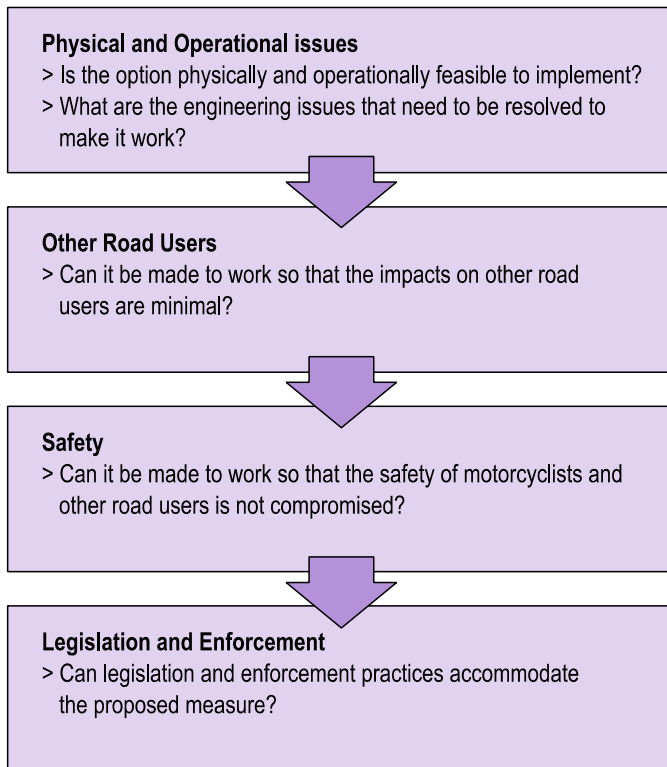 Physical and Operational issues
> Is the option physically and operationally feasible to implement?
> What are the engineering issues that need to be resolved to
make it work?
Other Road Users
> Can it be made to work so that the impacts on other road
users are minimal?
Safety
> Can it be made to work so that the safety of motorcyclists and
other road users is not compromised?
Legislation and Enforcement
> Can legislation and enforcement practices accommodate
the proposed measure?